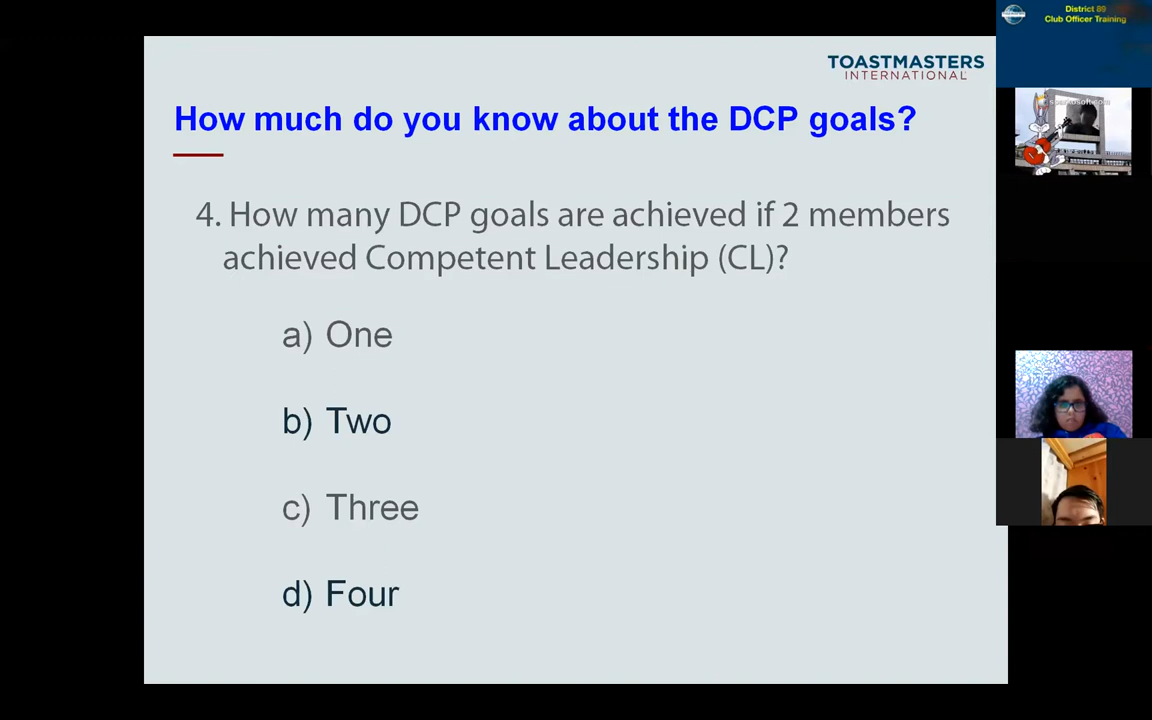 District 89
Club Officer Training
TOASTMASTERS
INTERNATIONAL
How much do you know about the DCP goals?
4. How many DCP goals are achieved if 2 members
achieved Competent Leadership (CL)?
a) One
b) Two
c) Three
d) Four